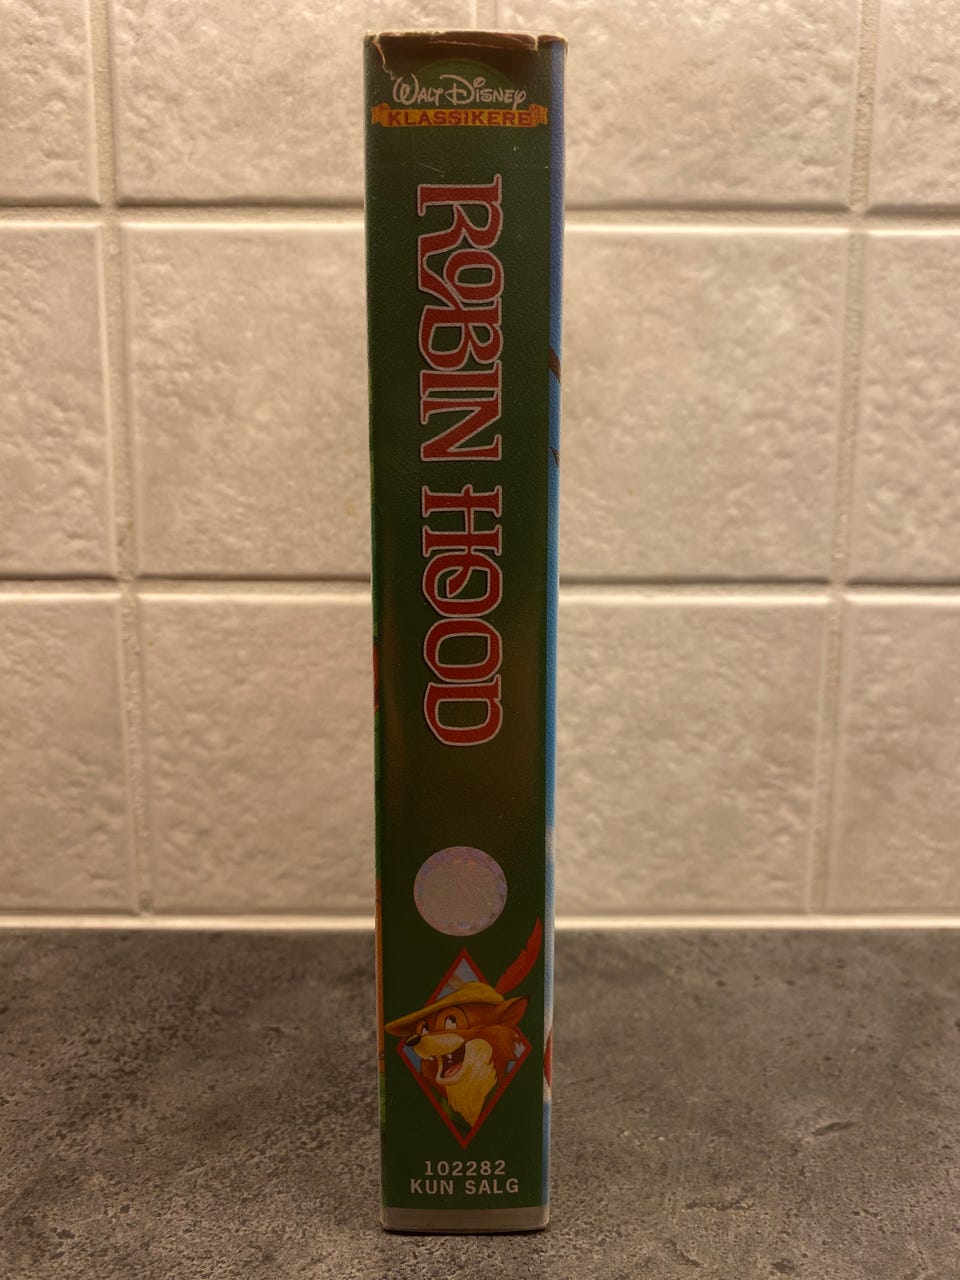 WALT DISNEY
KLASSIKERE
ROBIN HOOD
102282
KUN SALG